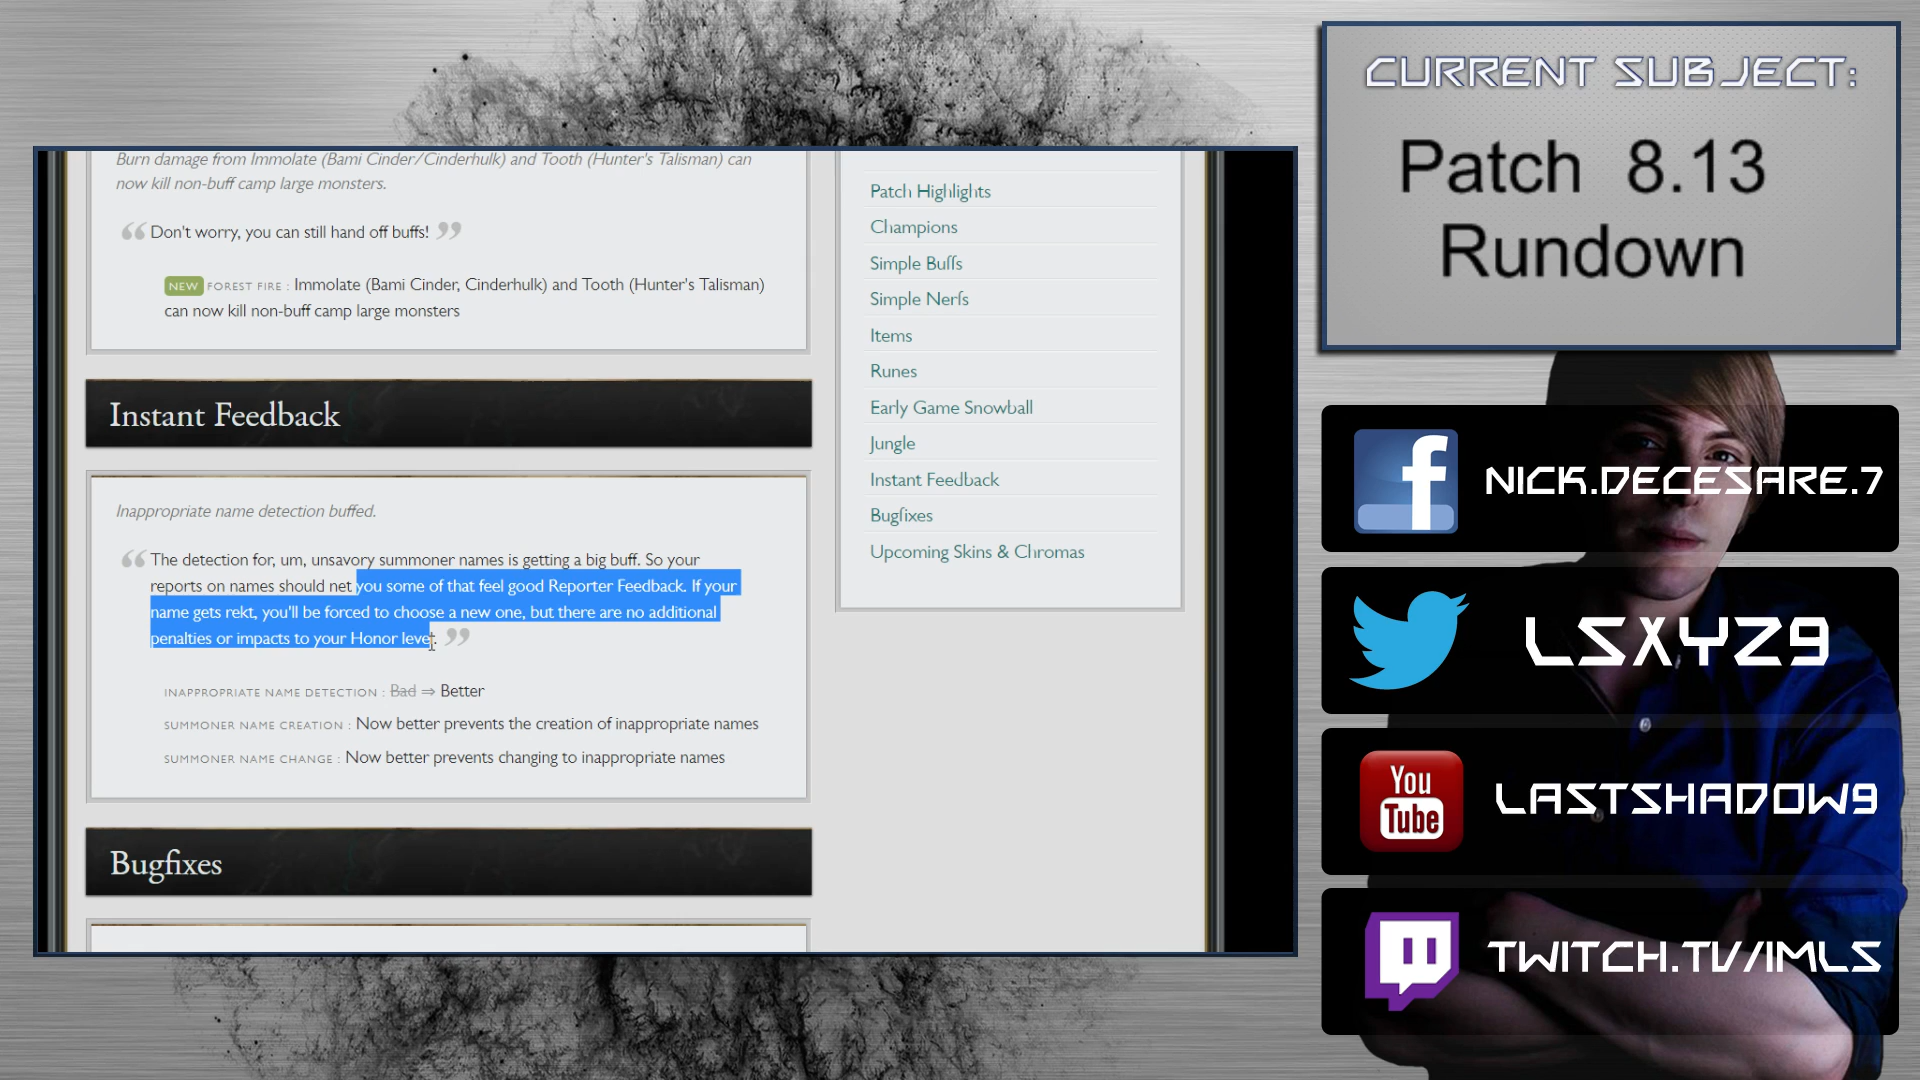 Burn damage from Immolate (Bami Cinder/Cinderhulk) and Tooth (Hunter's Talisman) can
now kill non-buff camp large monsters.
“ Don't worry, you can still hand off buffs! ”
NEW FOREST FIRE : Immolate (Bami Cinder, Cinderhulk) and Tooth (Hunter's Talisman)
can now kill non-buff camp large monsters
Instant Feedback
Inappropriate name detection buffed.
“ The detection for, um, unsavory summoner names is getting a big buff. So your
reports on names should net you some of that feel good Reporter Feedback. If your
name gets rekt, you'll be forced to choose a new one, but there are no additional
penalties or impacts to your Honor level. ”
INAPPROPRIATE NAME DETECTION : Bad ⇒ Better
SUMMONER NAME CREATION : Now better prevents the creation of inappropriate names
SUMMONER NAME CHANGE : Now better prevents changing to inappropriate names
Bugfixes
Patch Highlights
Champions
Simple Buffs
Simple Nerfs
Items
Runes
Early Game Snowball
Jungle
Instant Feedback
Bugfixes
Upcoming Skins & Chromas
CURRENT SUBJECT:
Patch 8.13
Rundown
f NICK.DECESARE.7
LSXYZ9
You
Tube
LASTSHADOW9
TWITCH.TV/IMLS